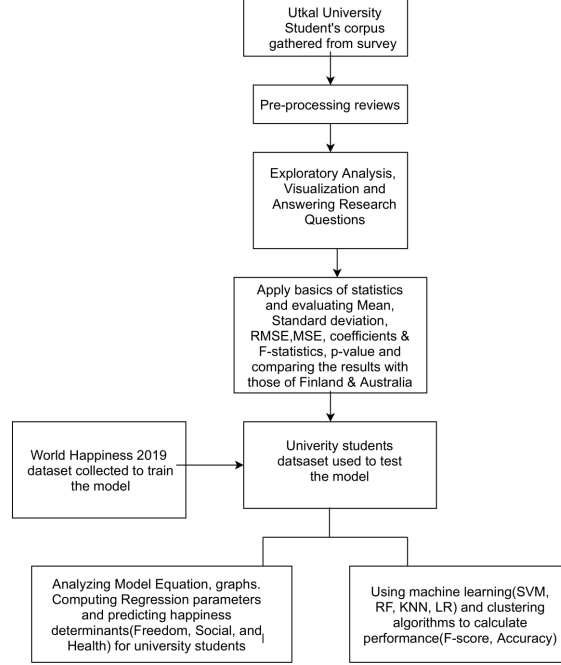 Utkal University
Student's corpus
gathered from survey
Pre-processing reviews
Exploratory Analysis,
Visualization and
Answering Research
Questions
Apply basics of statistics
and evaluating Mean,
Standard deviation,
RMSE,MSE, coefficients &
F-statistics, p-value and
comparing the results with
those of Finland & Australia
World Happiness 2019
dataset collected to train
the model
Univerity students
datsaset used to test
the model
Analyzing Model Equation, graphs.
Computing Regression parameters
and predicting happiness
determinants(Freedom, Social, and
Health) for university students
Using machine learning(SVM,
RF, KNN, LR) and clustering
algorithms to calculate
performance(F-score, Accuracy)